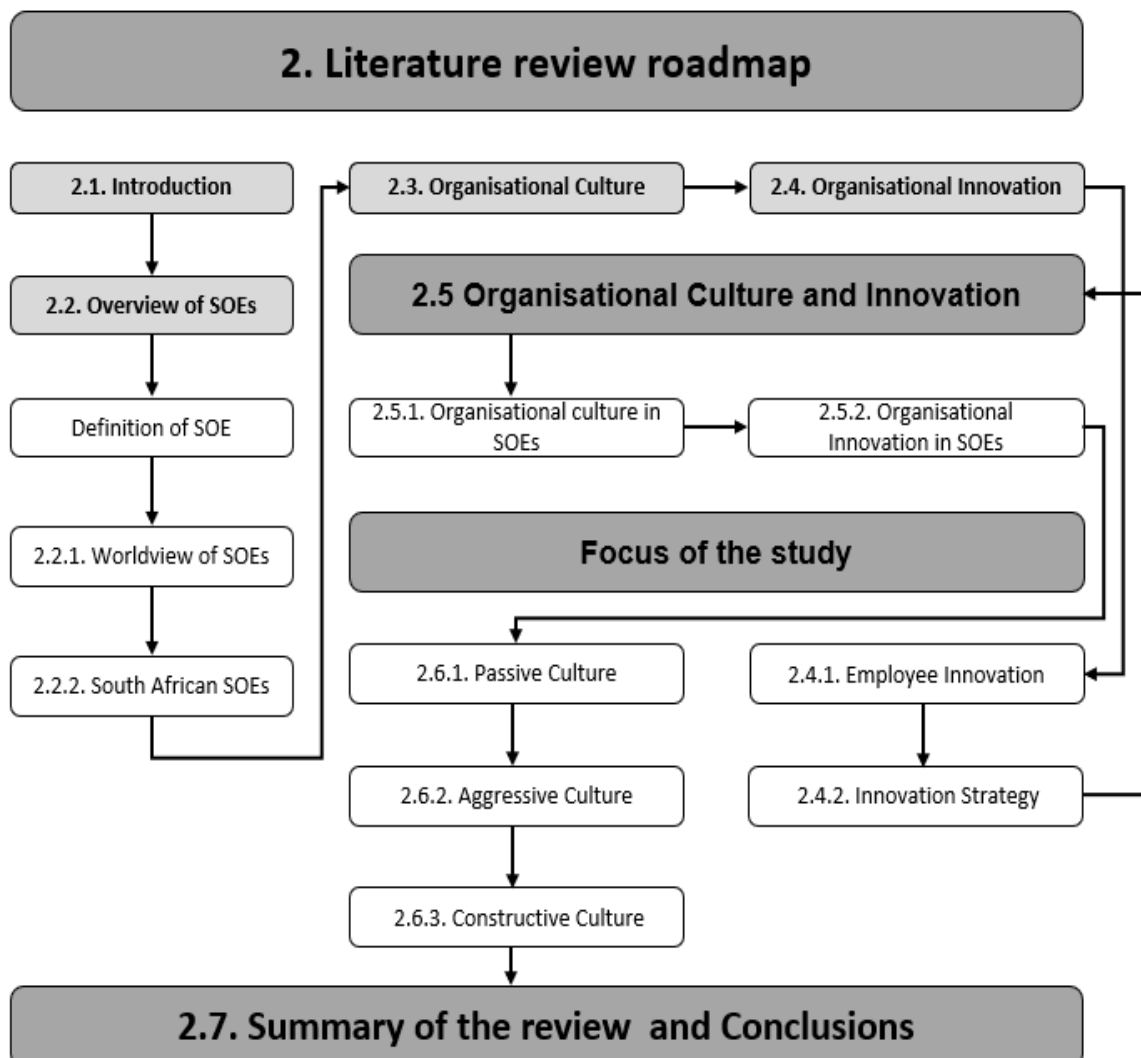 2. Literature review roadmap
2.1. Introduction
2.2. Overview of SOEs
Definition of SOE
2.2.1. Worldview of SOEs
2.2.2. South African SOEs
2.3. Organisational Culture
2.4. Organisational Innovation
2.5 Organisational Culture and Innovation
2.5.1. Organisational culture in
SOEs
2.5.2. Organisational
Innovation in SOEs
Focus of the study
2.6.1. Passive Culture
2.4.1. Employee Innovation
2.6.2. Aggressive Culture
2.4.2. Innovation Strategy
2.6.3. Constructive Culture
2.7. Summary of the review and Conclusions